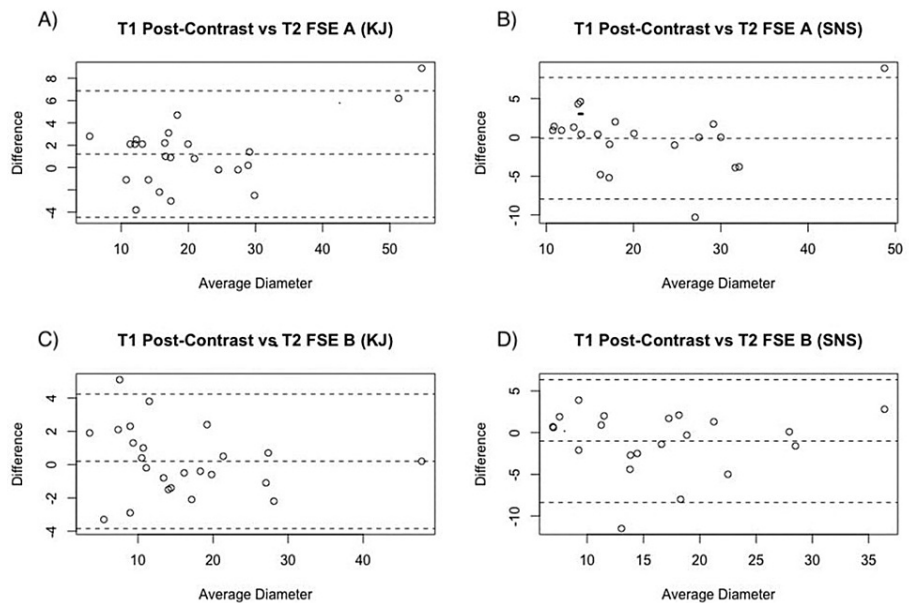 A)
T1 Post-Contrast vs T2 FSE A (KJ)
Difference
8
6
4
2
0
-4
10
20
30
40
50
Average Diameter
B)
T1 Post-Contrast vs T2 FSE A (SNS)
Difference
5
0
-5
-10
10
20
30
40
50
Average Diameter
C)
T1 Post-Contrast vs T2 FSE B (KJ)
Difference
4
2
0
-2
-4
10
20
30
40
Average Diameter
D)
T1 Post-Contrast vs T2 FSE B (SNS)
Difference
5
0
-5
-10
10
15
20
25
30
35
Average Diameter